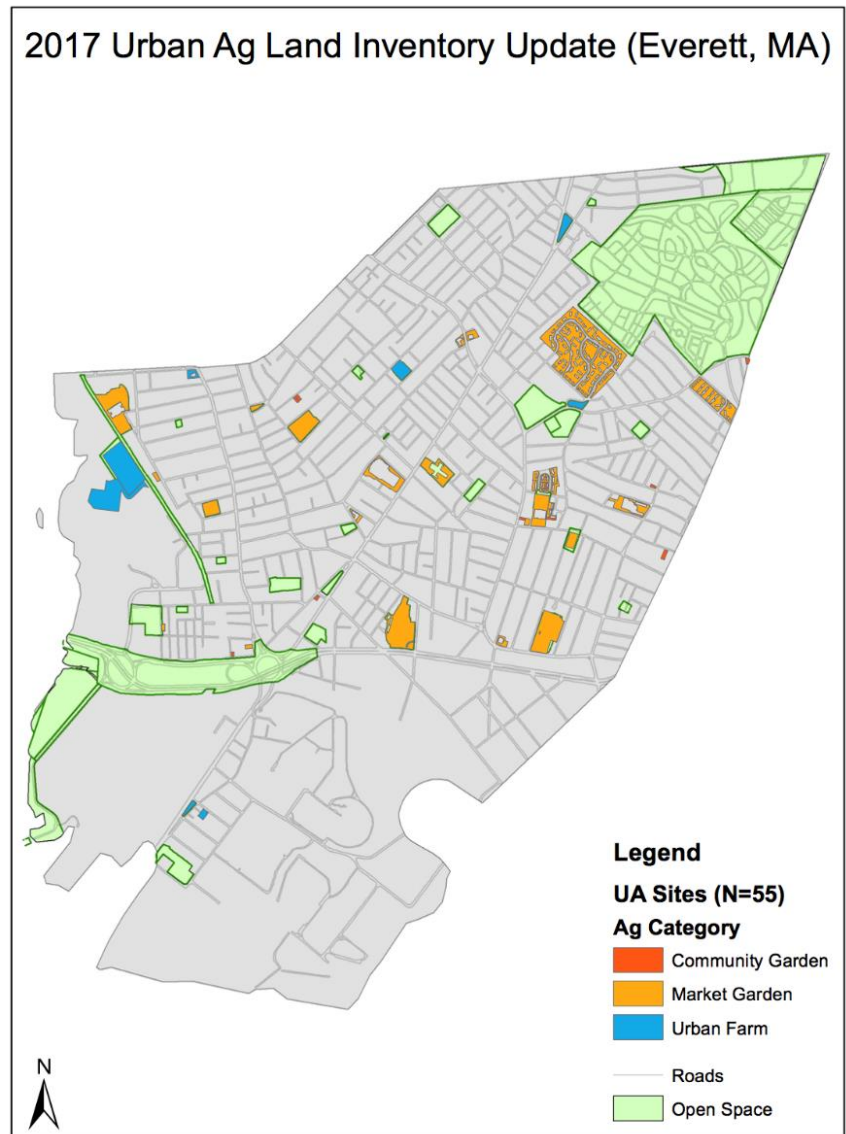 2017 Urban Ag Land Inventory Update (Everett, MA)
Legend
UA Sites (N=55)
Ag Category
Community Garden
Market Garden
Urban Farm
Roads
Open Space
N